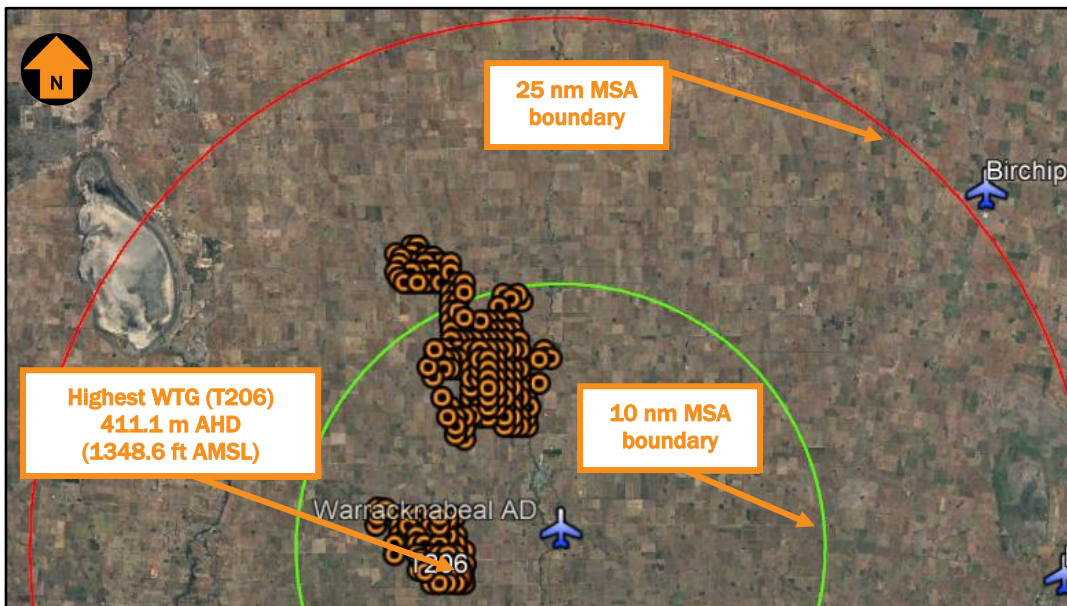 N
25 nm MSA
boundary
Birchip
Highest WTG (T206)
411.1 m AHD
(1348.6 ft AMSL)
10 nm MSA
boundary
Warracknabeal AD
T206